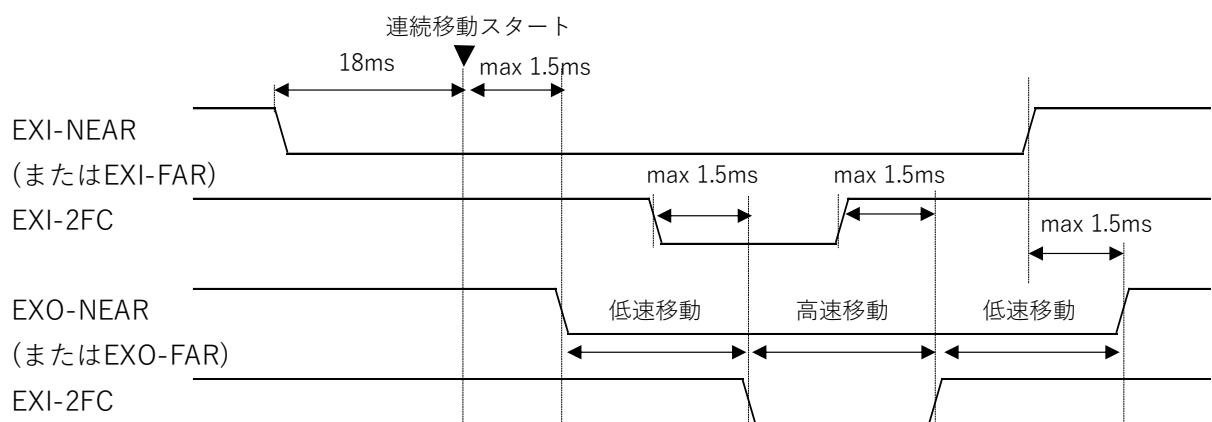 連続移動スタート
18ms
max 1.5ms
EXI-NEAR
(またはEXI-FAR)
max 1.5ms
max 1.5ms
EXI-2FC
max 1.5ms
EXO-NEAR
低速移動
高速移動
低速移動
(またはEXO-FAR)
EXI-2FC